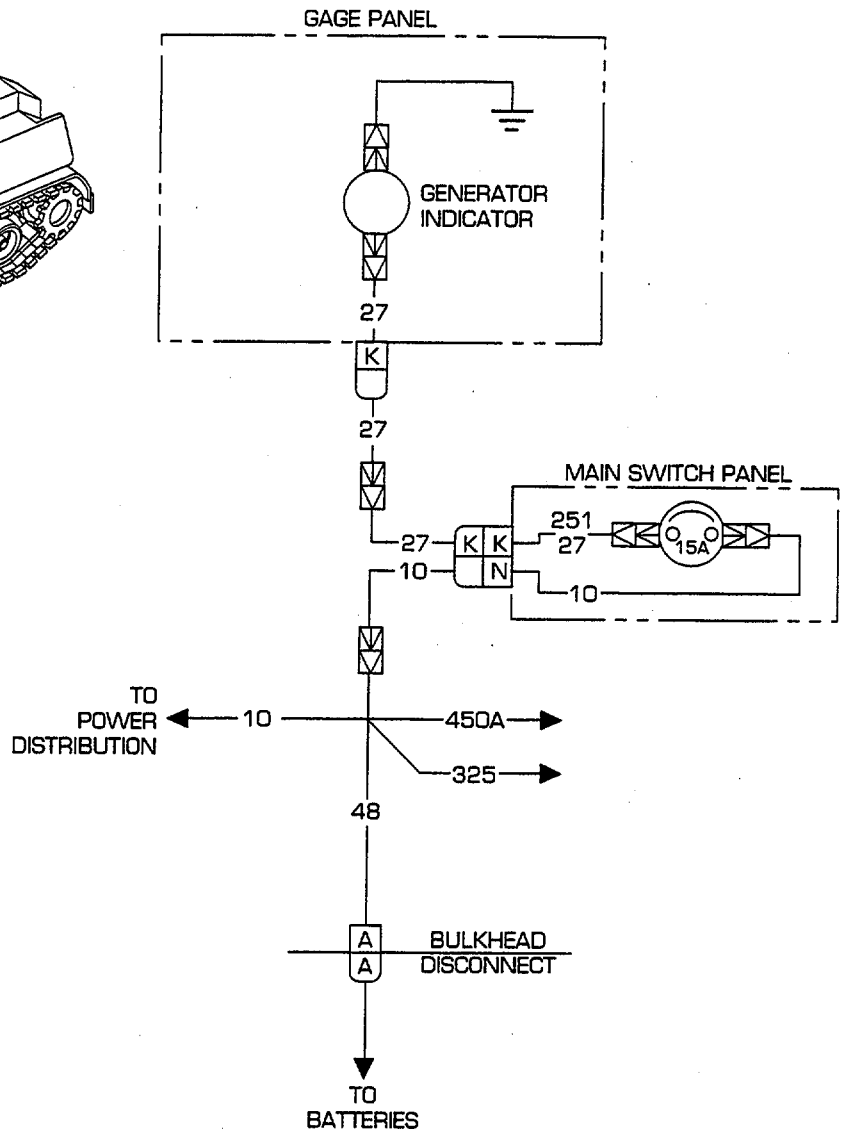 GAGE PANEL
GENERATOR
INDICATOR
27
K
27
MAIN SWITCH PANEL
27
K K
251
27
15A
10
N
10
TO
POWER
DISTRIBUTION
10
450A
325
48
A
A
BULKHEAD
DISCONNECT
TO
BATTERIES